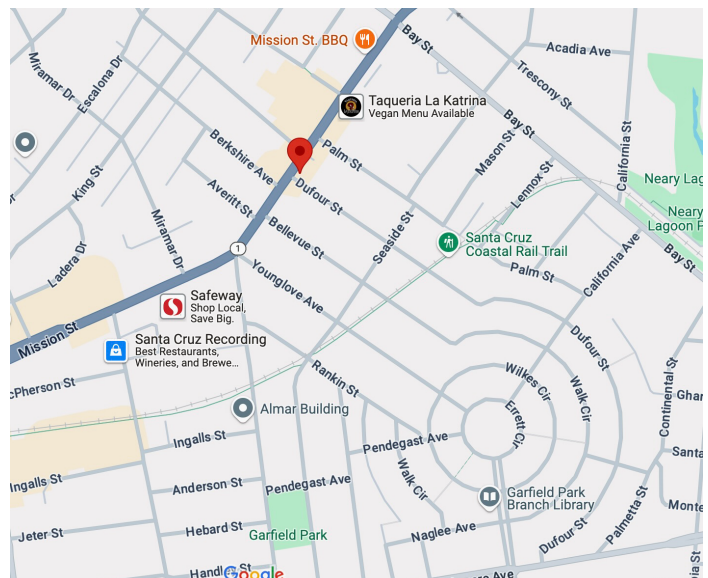 Mission St. BBQ
Bay St
Acadia Ave
Miramar Dr
Escalona Dr
Trescony St
Taqueria La Katrina
Vegan Menu Available
Bay St
California St
Berkshire Ave
Palm St
Mason St
Lennox St
Neary Lag
King St
Averitt St
Dufour St
Neary
Lagoon P
Miramar Dr
Bellevue St
Seaside St
Santa Cruz
Coastal Rail Trail
California Ave
Bay St
Ladera Dr
1
Younglove Ave
Palm St
Safeway
Shop Local,
Save Big.
Mission St
Santa Cruz Recording
Best Restaurants,
Wineries, and Brewe...
Dufour St
Rankin St
Wilkes Cir
Walk Cir
Continental St
cPherson St
Ghar
Almar Building
Errett Cir
Ingalls St
Pendegast Ave
Santa
Ingalls St
Anderson St
Pendegast Ave
Walk Cir
Garfield Park
Branch Library
Palmetta St
Monte
Jeter St
Hebard St
Garfield Park
Naglee Ave
Dufour St
Google